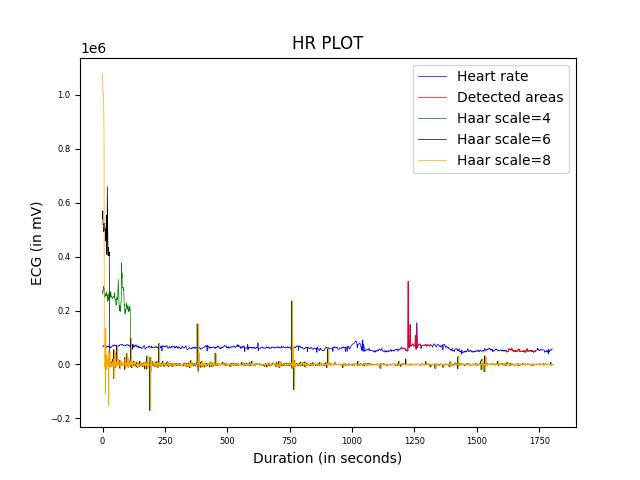 HR PLOT
1e6
Heart rate
Detected areas
Haar scale=4
Haar scale=6
Haar scale=8
1.0
0.8
0.6
0.4
0.2
0.0
−0.2
ECG (in mV)
0 250 500 750 1000 1250 1500 1750
Duration (in seconds)